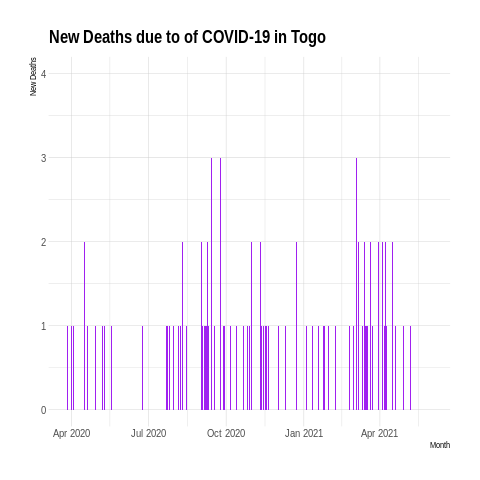 New Deaths due to of COVID-19 in Togo
New Deaths
4
3
2
1
0
Apr 2020 Jul 2020 Oct 2020 Jan 2021 Apr 2021
Month